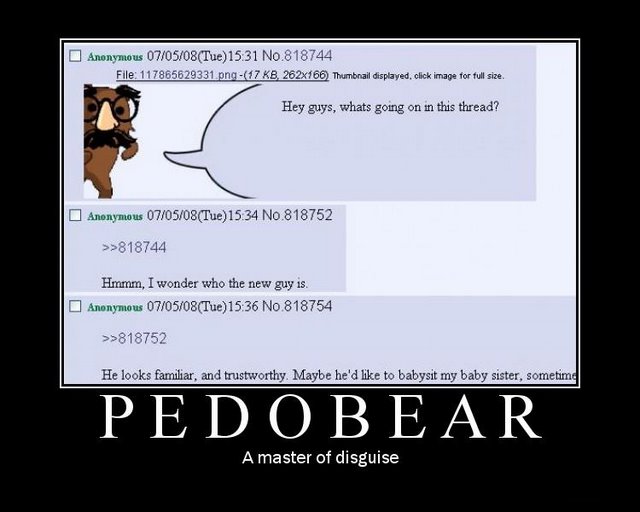 Anonymous 07/05/08(Tue)15:31 No.818744
File: 117865629331.png -(17 KB, 262x166) Thumbnail displayed, click image for full size.
Hey guys, whats going on in this thread?
Anonymous 07/05/08(Tue)15:34 No.818752
>>818744
Hmmm, I wonder who the new guy is.
Anonymous 07/05/08(Tue)15:36 No.818754
>>818752
He looks familiar, and trustworthy. Maybe he'd like to babysit my baby sister, sometime
PEDOBEAR
A master of disguise